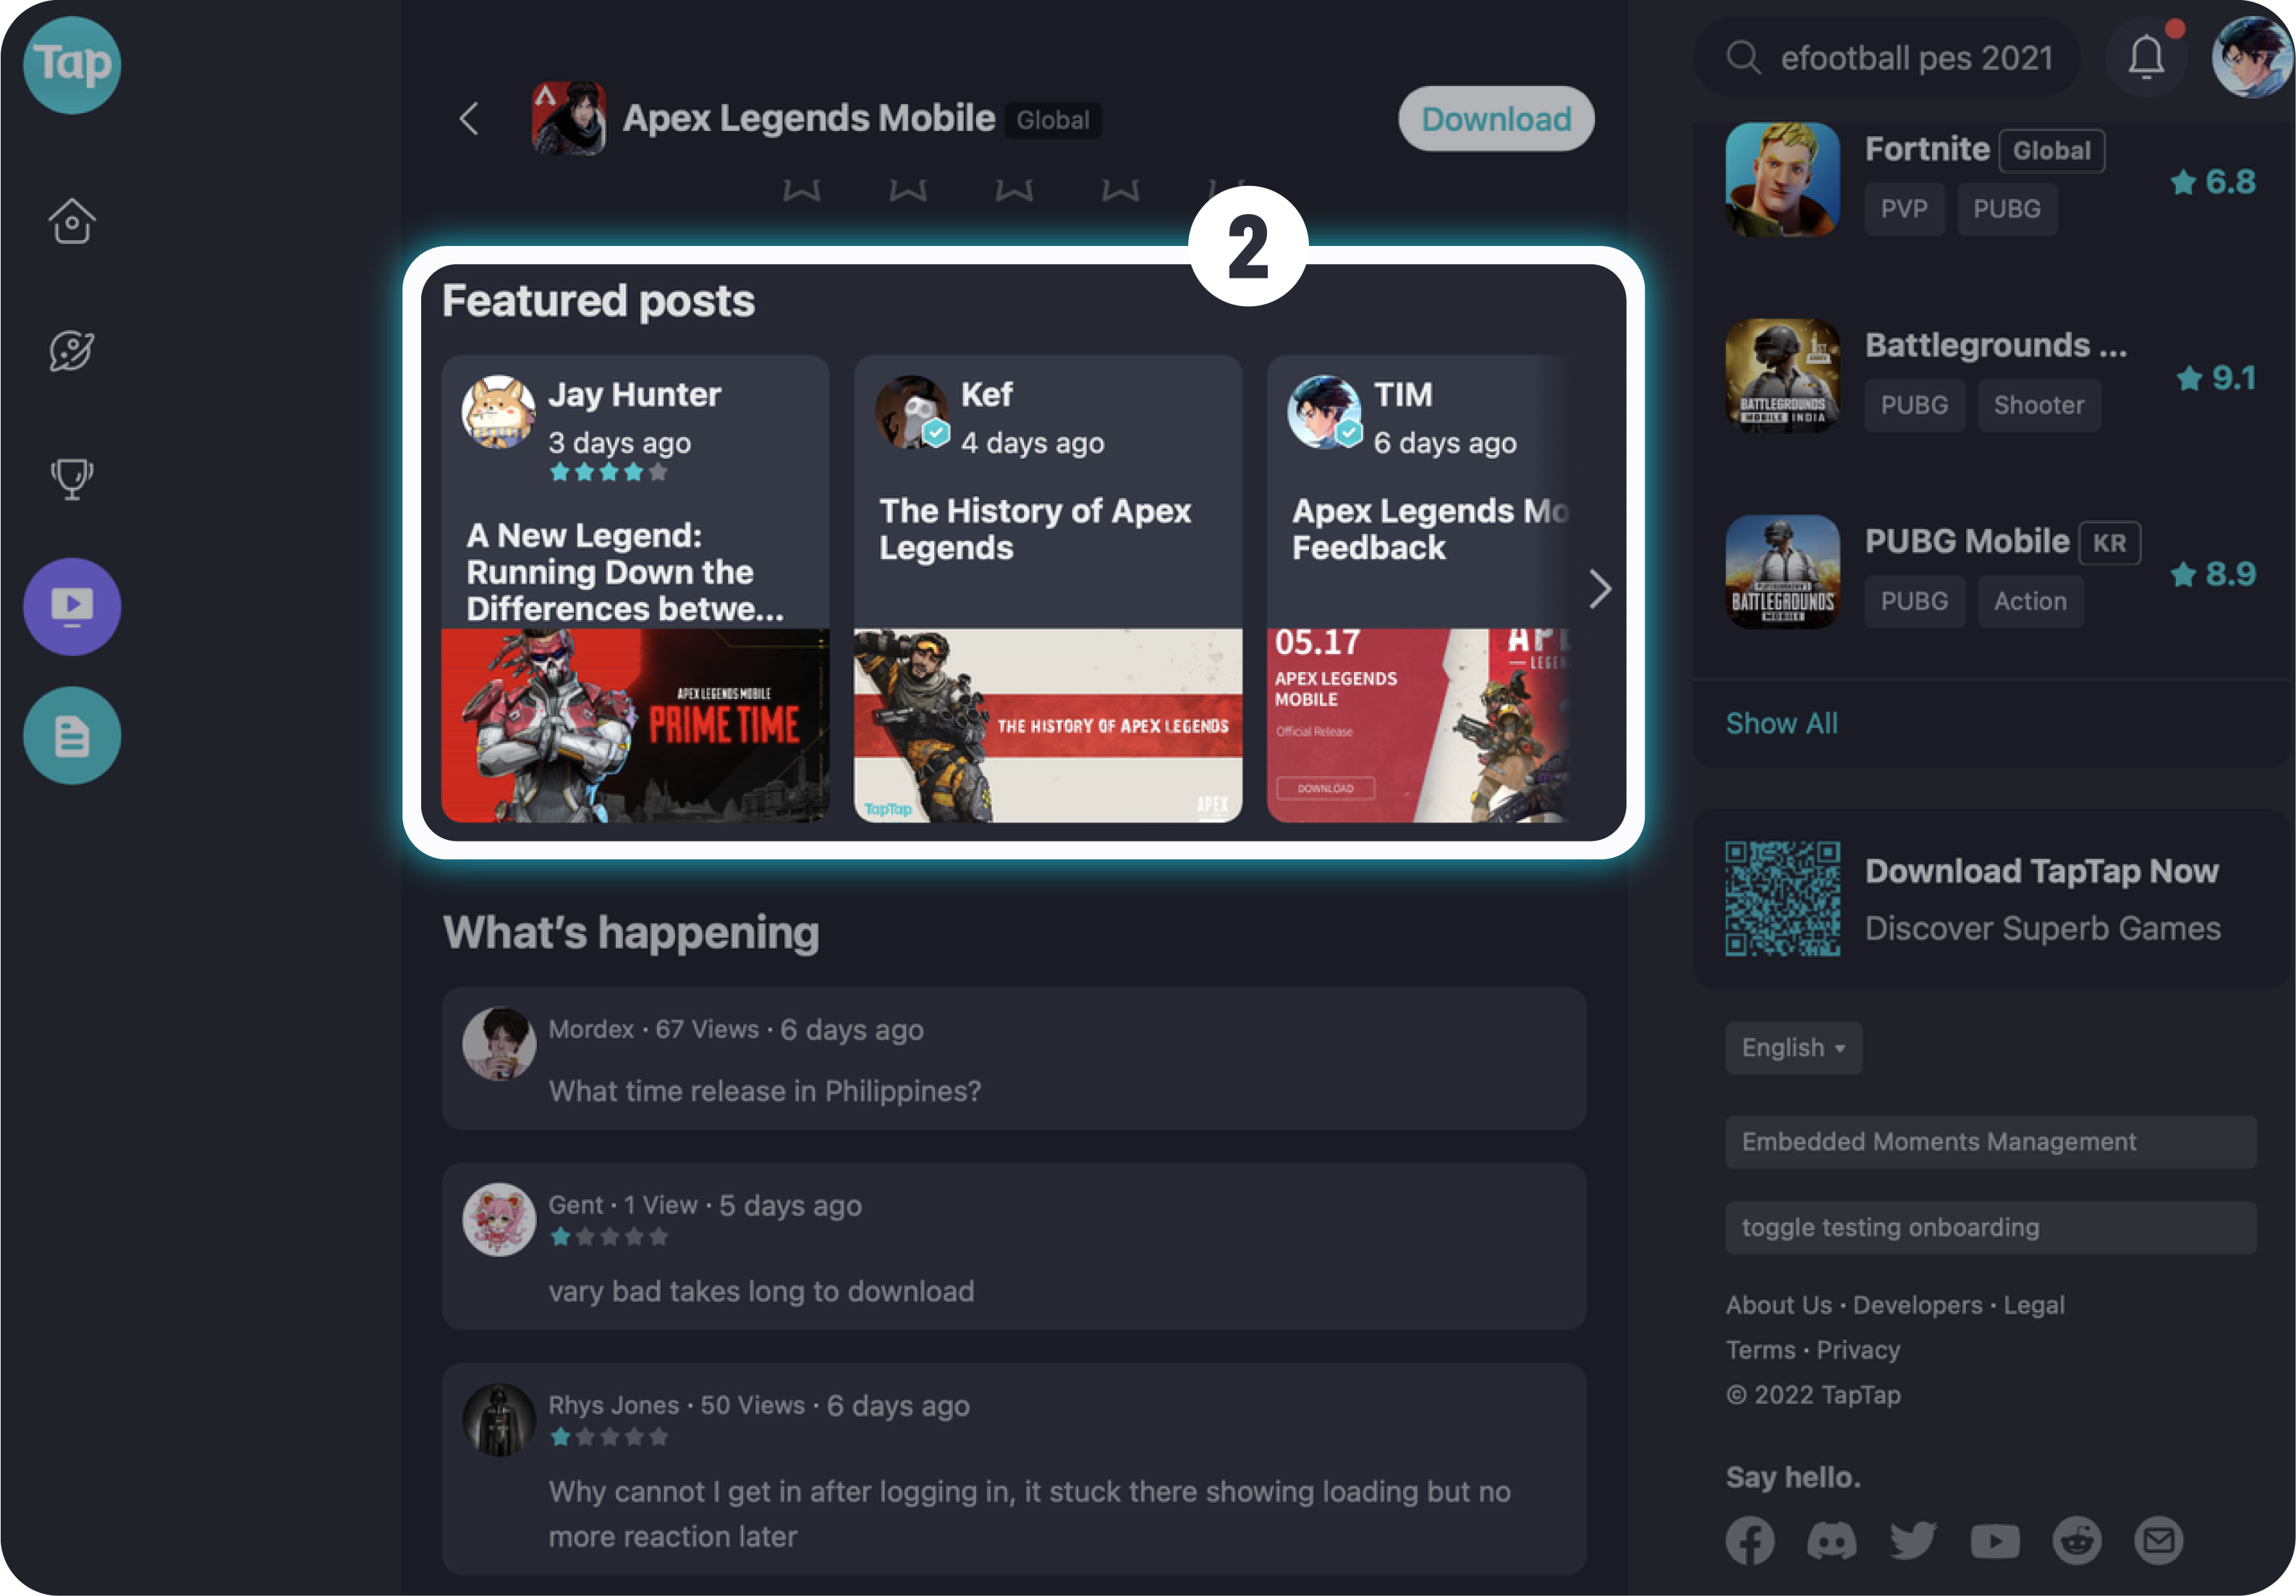 Tap
Apex Legends Mobile Global
Download
efootball pes 2021
2
Featured posts
Jay Hunter
3 days ago
A New Legend:
Running Down the
Differences betwe...
APEX LEGENDS MOBILE
PRIME TIME
Kef
4 days ago
The History of Apex
Legends
THE HISTORY OF APEX LEGENDS
TapTap
APEX
TIM
6 days ago
Apex Legends Mo
Feedback
05.17
APEX LEGENDS
MOBILE
Official Release
DOWNLOAD
What's happening
Mordex · 67 Views · 6 days ago
What time release in Philippines?
Gent · 1 View · 5 days ago
vary bad takes long to download
Rhys Jones · 50 Views · 6 days ago
Why cannot I get in after logging in, it stuck there showing loading but no
more reaction later
Fortnite Global
6.8
PVP PUBG
BATTLEGROUNDS
MOBILE INDIA
Battlegrounds ...
9.1
PUBG Shooter
BATTLEGROUNDS
MOBILE
PUBG Mobile KR
8.9
PUBG Action
Show All
Download TapTap Now
Discover Superb Games
English
Embedded Moments Management
toggle testing onboarding
About Us · Developers · Legal
Terms · Privacy
© 2022 TapTap
Say hello.